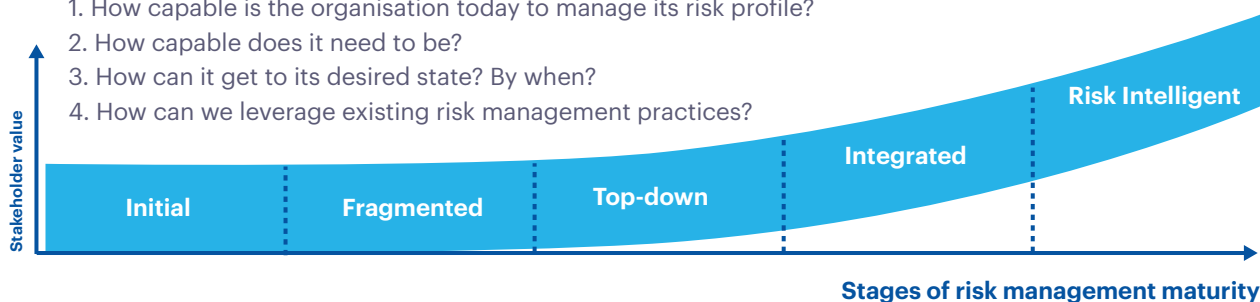 1. How capable is the organisation today to manage its risk profile?
2. How capable does it need to be?
3. How can it get to its desired state? By when?
4. How can we leverage existing risk management practices?
Stakeholder value
Initial
Fragmented
Top-down
Integrated
Risk Intelligent
Stages of risk management maturity